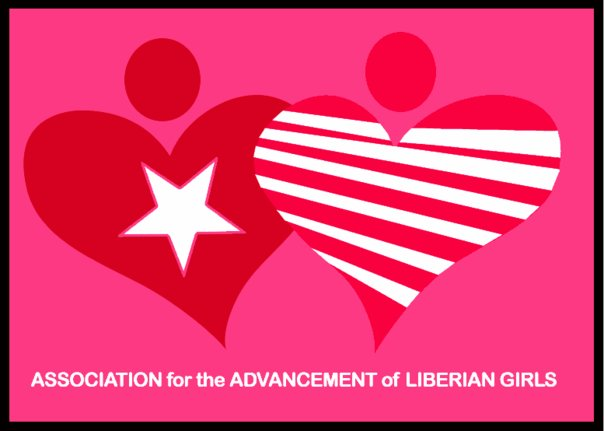 ASSOCIATION for the ADVANCEMENT of LIBERIAN GIRLS